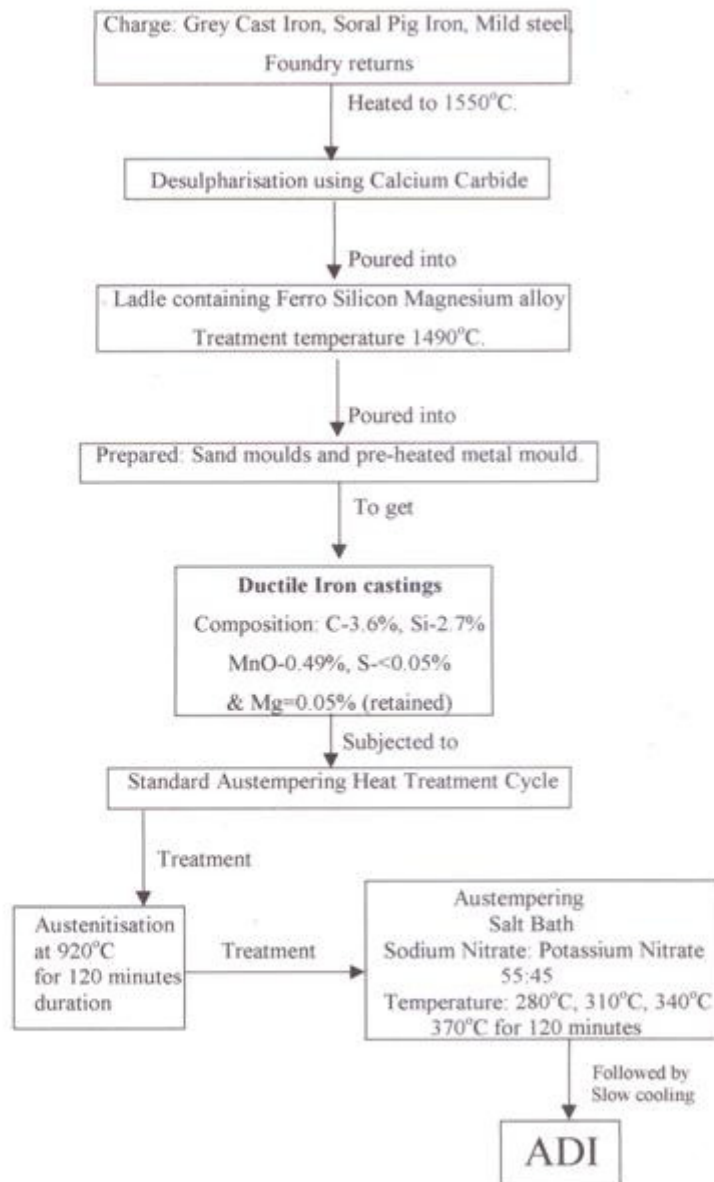 Charge: Grey Cast Iron, Soral Pig Iron, Mild steel,
Foundry returns
Heated to 1550°C.
Desulpharisation using Calcium Carbide
Poured into
Ladle containing Ferro Silicon Magnesium alloy
Treatment temperature 1490°C.
Poured into
Prepared: Sand moulds and pre-heated metal mould.
To get
Ductile Iron castings
Composition: C-3.6%, Si-2.7%
MnO-0.49%, S-<0.05%
& Mg=0.05% (retained)
Subjected to
Standard Austempering Heat Treatment Cycle
Treatment
Austenitisation
at 920°C
for 120 minutes
duration
Treatment
Austempering
Salt Bath
Sodium Nitrate: Potassium Nitrate
55:45
Temperature: 280°C, 310°C, 340°C
370°C for 120 minutes
Followed by
Slow cooling
ADI